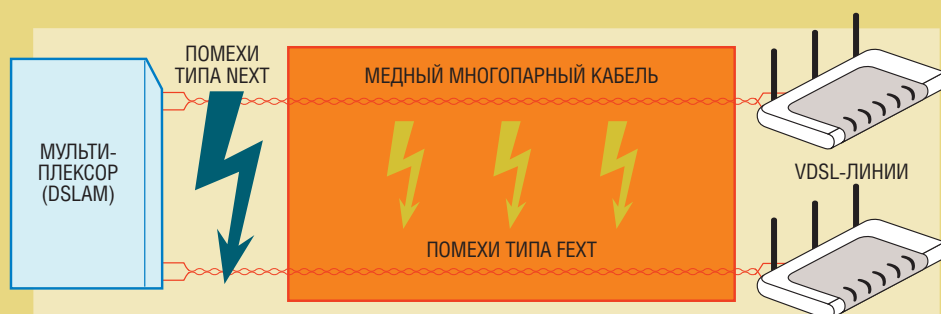 ПОМЕХИ
ТИПА NEXT
МЕДНЫЙ МНОГОПАРНЫЙ КАБЕЛЬ
МУЛЬТИ-
ПЛЕКСОР
(DSLAM)
VDSL-ЛИНИИ
ПОМЕХИ ТИПА FEXT